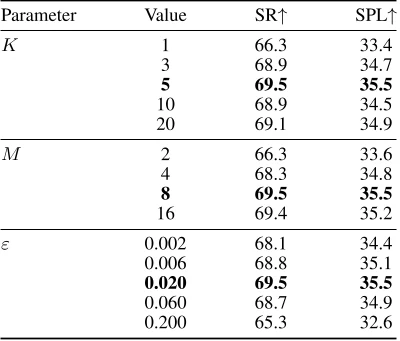 Parameter Value SR↑ SPL↑
K 1 66.3 33.4
3 68.9 34.7
5 69.5 35.5
10 68.9 34.5
20 69.1 34.9
M 2 66.3 33.6
4 68.3 34.8
8 69.5 35.5
16 69.4 35.2
ε 0.002 68.1 34.4
0.006 68.8 35.1
0.020 69.5 35.5
0.060 68.7 34.9
0.200 65.3 32.6